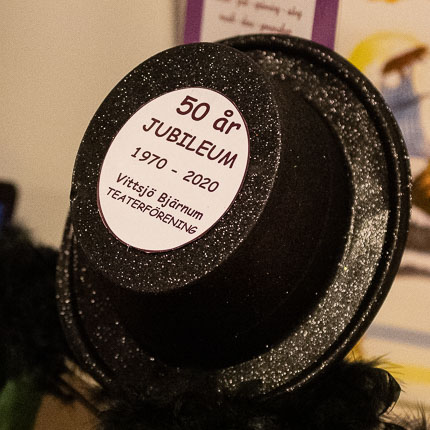 50 år
JUBILEUM
1970 - 2020
Vittsjö Bjärnum
TEATERFÖRENING